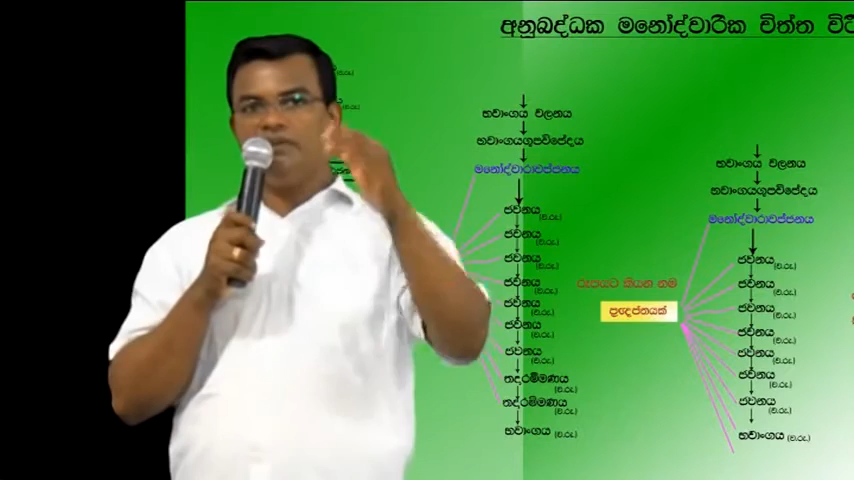 අනුබද්ධක මනෝද්වාරික චිත්ත
(ච.රූ.)
(ච.රූ.)
භවාංගය චලනය
භවාංගයගුපච්ඡේදය
මනෝද්වාරාවජ්ජනය
ජවනය (ච.රූ.)
ජවනය (ච.රූ.)
ජවනය (ච.රූ.)
ජවනය (ච.රූ.)
ජවනය (ච.රූ.)
ජවනය (ච.රූ.)
ජවනය (ච.රූ.)
තදාරම්මණය (ච.රූ.)
තදාරම්මණය (ච.රූ.)
භවාංගය (ච.රූ.)
රූපයට කියන නම
ප්‍රඥප්තියක්
භවාංගය චලනය
භවාංගයගුපච්ඡේදය
මනෝද්වාරාවජ්ජනය
ජවනය (ච.රූ.)
ජවනය (ච.රූ.)
ජවනය (ච.රූ.)
ජවනය (ච.රූ.)
ජවනය (ච.රූ.)
ජවනය (ච.රූ.)
ජවනය (ච.රූ.)
භවාංගය (ච.රූ.)